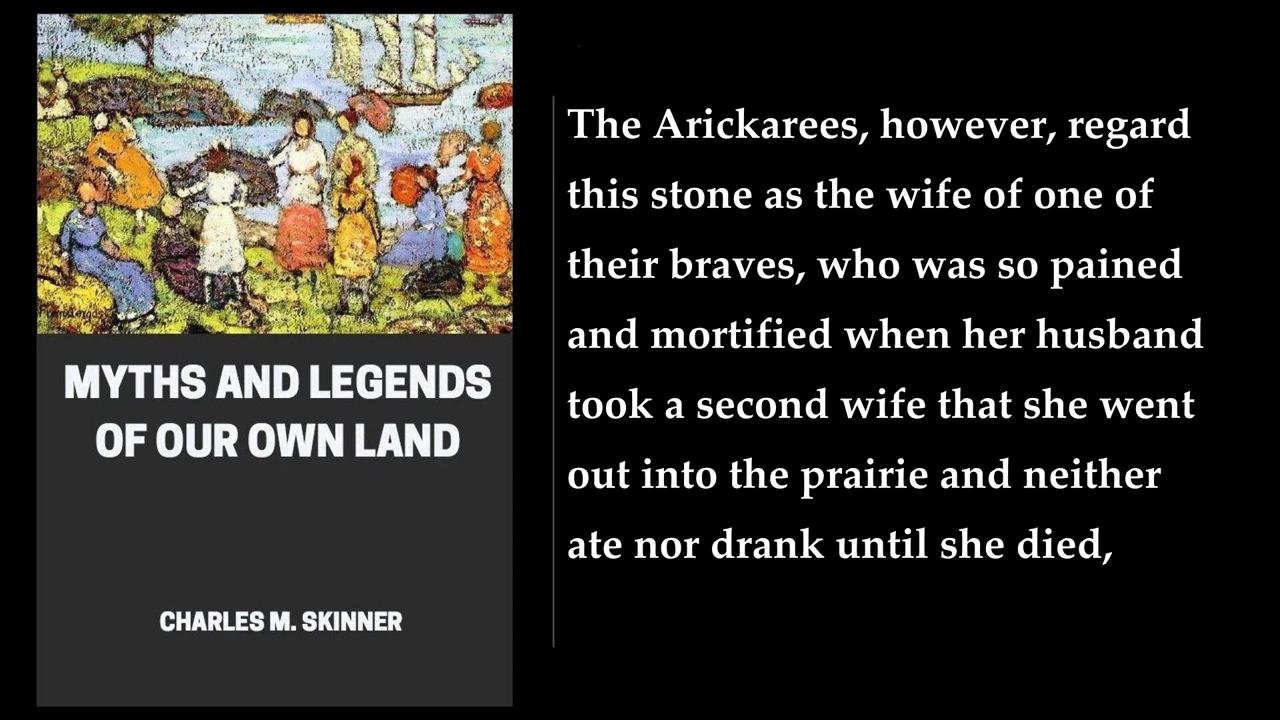 MYTHS AND LEGENDS
OF OUR OWN LAND
CHARLES M. SKINNER
The Arickarees, however, regard
this stone as the wife of one of
their braves, who was so pained
and mortified when her husband
took a second wife that she went
out into the prairie and neither
ate nor drank until she died,